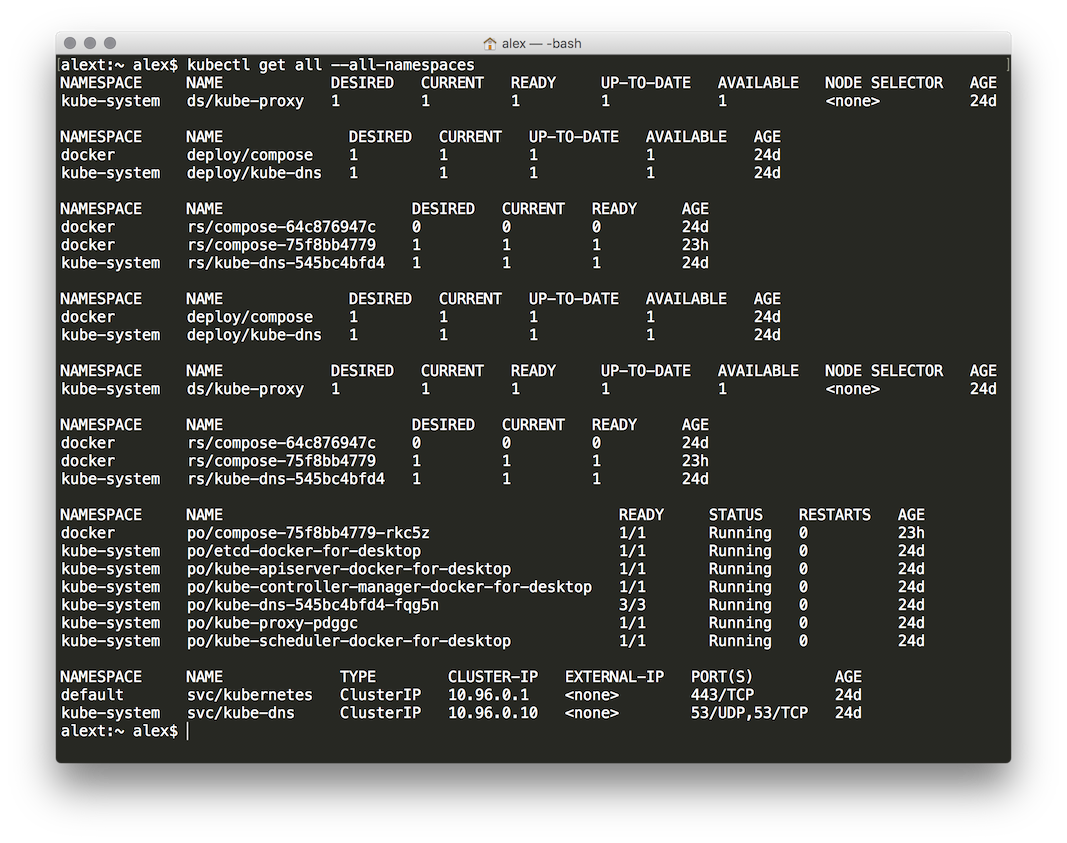 alex — -bash
[alext:~ alex$ kubectl get all --all-namespaces ]
NAMESPACE NAME DESIRED CURRENT READY UP-TO-DATE AVAILABLE NODE SELECTOR AGE
kube-system ds/kube-proxy 1 1 1 1 1 <none> 24d
NAMESPACE NAME DESIRED CURRENT UP-TO-DATE AVAILABLE AGE
docker deploy/compose 1 1 1 1 24d
kube-system deploy/kube-dns 1 1 1 1 24d
NAMESPACE NAME DESIRED CURRENT READY AGE
docker rs/compose-64c876947c 0 0 0 24d
docker rs/compose-75f8bb4779 1 1 1 23h
kube-system rs/kube-dns-545bc4bfd4 1 1 1 24d
NAMESPACE NAME DESIRED CURRENT UP-TO-DATE AVAILABLE AGE
docker deploy/compose 1 1 1 1 24d
kube-system deploy/kube-dns 1 1 1 1 24d
NAMESPACE NAME DESIRED CURRENT READY UP-TO-DATE AVAILABLE NODE SELECTOR AGE
kube-system ds/kube-proxy 1 1 1 1 1 <none> 24d
NAMESPACE NAME DESIRED CURRENT READY AGE
docker rs/compose-64c876947c 0 0 0 24d
docker rs/compose-75f8bb4779 1 1 1 23h
kube-system rs/kube-dns-545bc4bfd4 1 1 1 24d
NAMESPACE NAME READY STATUS RESTARTS AGE
docker po/compose-75f8bb4779-rkc5z 1/1 Running 0 23h
kube-system po/etcd-docker-for-desktop 1/1 Running 0 24d
kube-system po/kube-apiserver-docker-for-desktop 1/1 Running 0 24d
kube-system po/kube-controller-manager-docker-for-desktop 1/1 Running 0 24d
kube-system po/kube-dns-545bc4bfd4-fqg5n 3/3 Running 0 24d
kube-system po/kube-proxy-pdggc 1/1 Running 0 24d
kube-system po/kube-scheduler-docker-for-desktop 1/1 Running 0 24d
NAMESPACE NAME TYPE CLUSTER-IP EXTERNAL-IP PORT(S) AGE
default svc/kubernetes ClusterIP 10.96.0.1 <none> 443/TCP 24d
kube-system svc/kube-dns ClusterIP 10.96.0.10 <none> 53/UDP,53/TCP 24d
alext:~ alex$